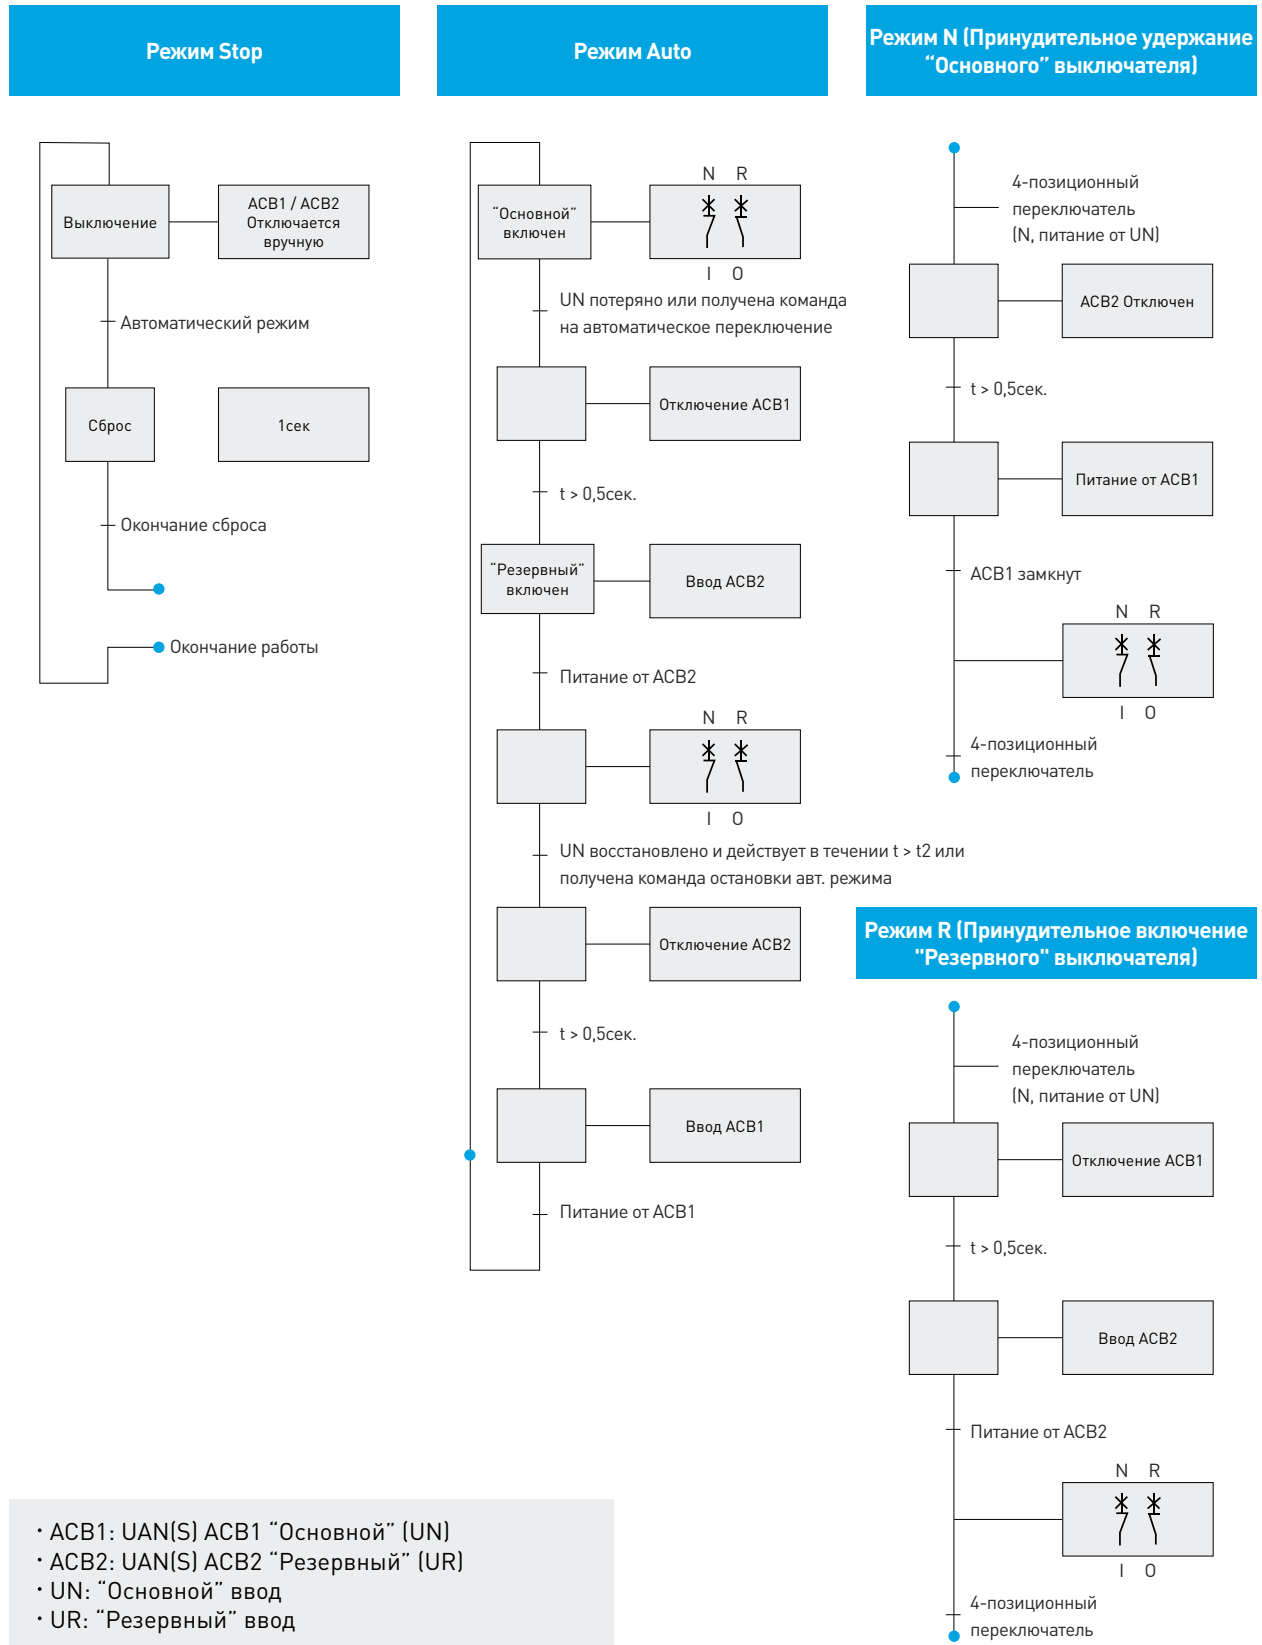 Режим Stop
Выключение
ACB1 / ACB2
Отключается
вручную
Автоматический режим
Сброс
1сек
Окончание сброса
Окончание работы
Режим Auto
“Основной”
включен
N R
I O
UN потеряно или получена команда
на автоматическое переключение
Отключение ACB1
t > 0,5сек.
“Резервный”
включен
Ввод ACB2
Питание от ACB2
N R
I O
UN восстановлено и действует в течении t > t2 или
получена команда остановки авт. режима
Отключение ACB2
t > 0,5сек.
Ввод ACB1
Питание от ACB1
Режим N (Принудительное удержание
“Основного” выключателя)
4-позиционный
переключатель
(N, питание от UN)
ACB2 Отключен
t > 0,5сек.
Питание от ACB1
ACB1 замкнут
N R
I O
4-позиционный
переключатель
Режим R (Принудительное включение
"Резервного" выключателя)
4-позиционный
переключатель
(N, питание от UN)
Отключение ACB1
t > 0,5сек.
Ввод ACB2
Питание от ACB2
N R
I O
4-позиционный
переключатель
· ACB1: UAN(S) ACB1 “Основной” (UN)
· ACB2: UAN(S) ACB2 “Резервный” (UR)
· UN: “Основной” ввод
· UR: “Резервный” ввод